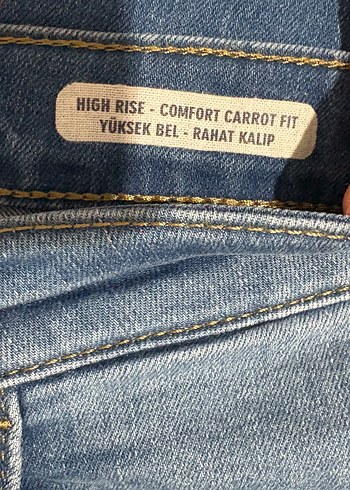 HIGH RISE - COMFORT CARROT FIT
YÜKSEK BEL - RAHAT KALIP